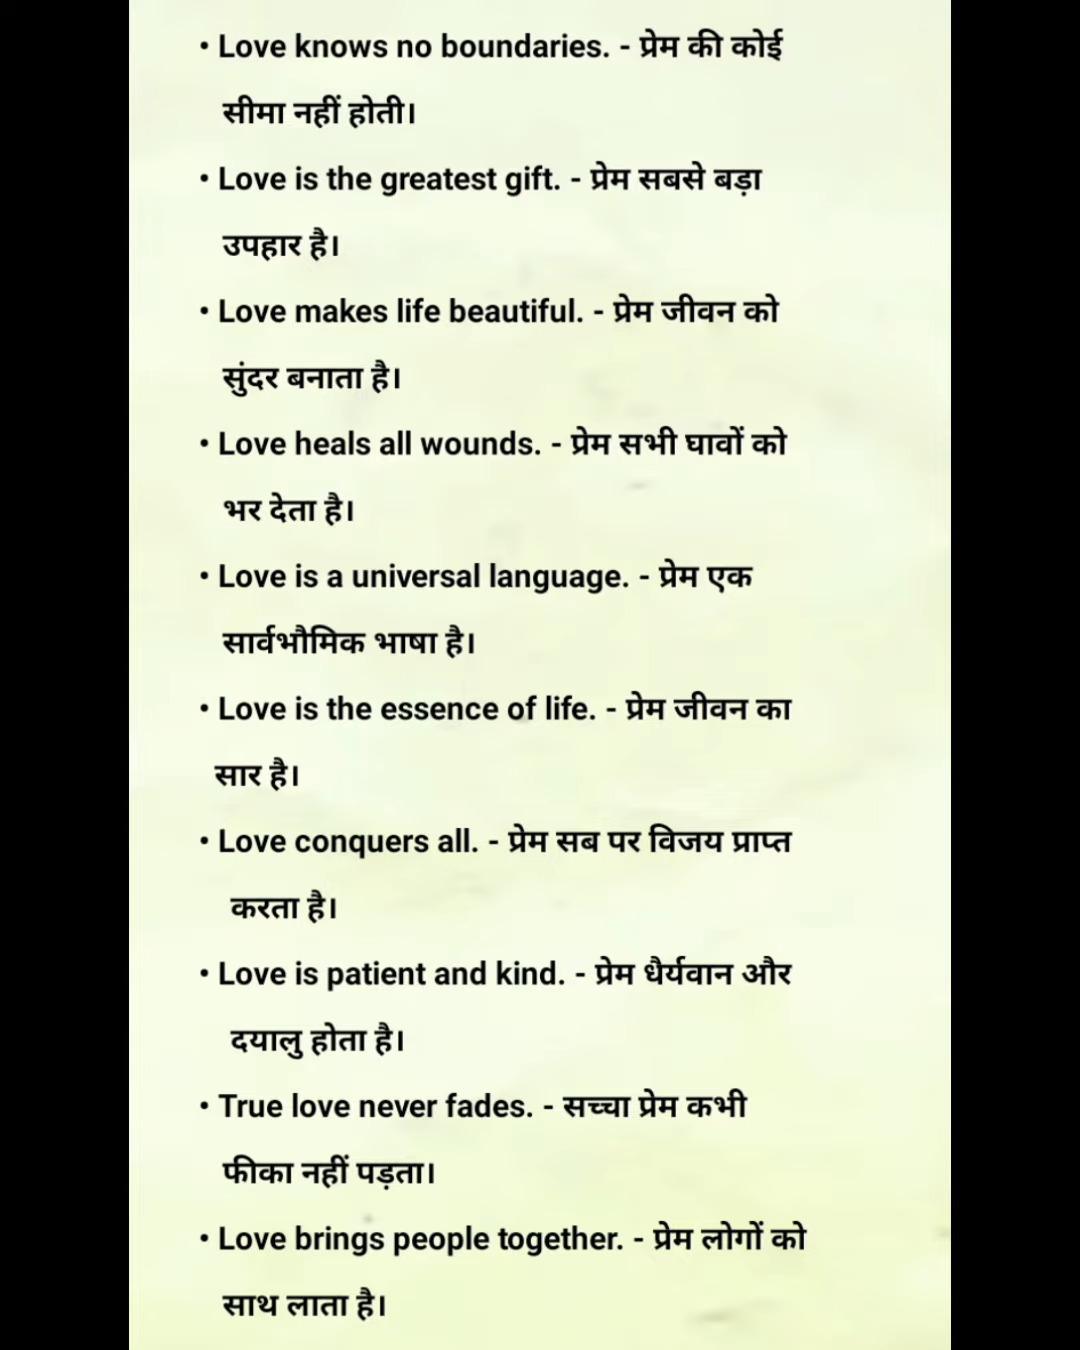 • Love knows no boundaries. - प्रेम की कोई
सीमा नहीं होती।
• Love is the greatest gift. - प्रेम सबसे बड़ा
उपहार है।
• Love makes life beautiful. - प्रेम जीवन को
सुंदर बनाता है।
• Love heals all wounds. - प्रेम सभी घावों को
भर देता है।
• Love is a universal language. - प्रेम एक
सार्वभौमिक भाषा है।
• Love is the essence of life. - प्रेम जीवन का
सार है।
• Love conquers all. - प्रेम सब पर विजय प्राप्त
करता है।
• Love is patient and kind. - प्रेम धैर्यवान और
दयालु होता है।
• True love never fades. - सच्चा प्रेम कभी
फीका नहीं पड़ता।
• Love brings people together. - प्रेम लोगों को
साथ लाता है।